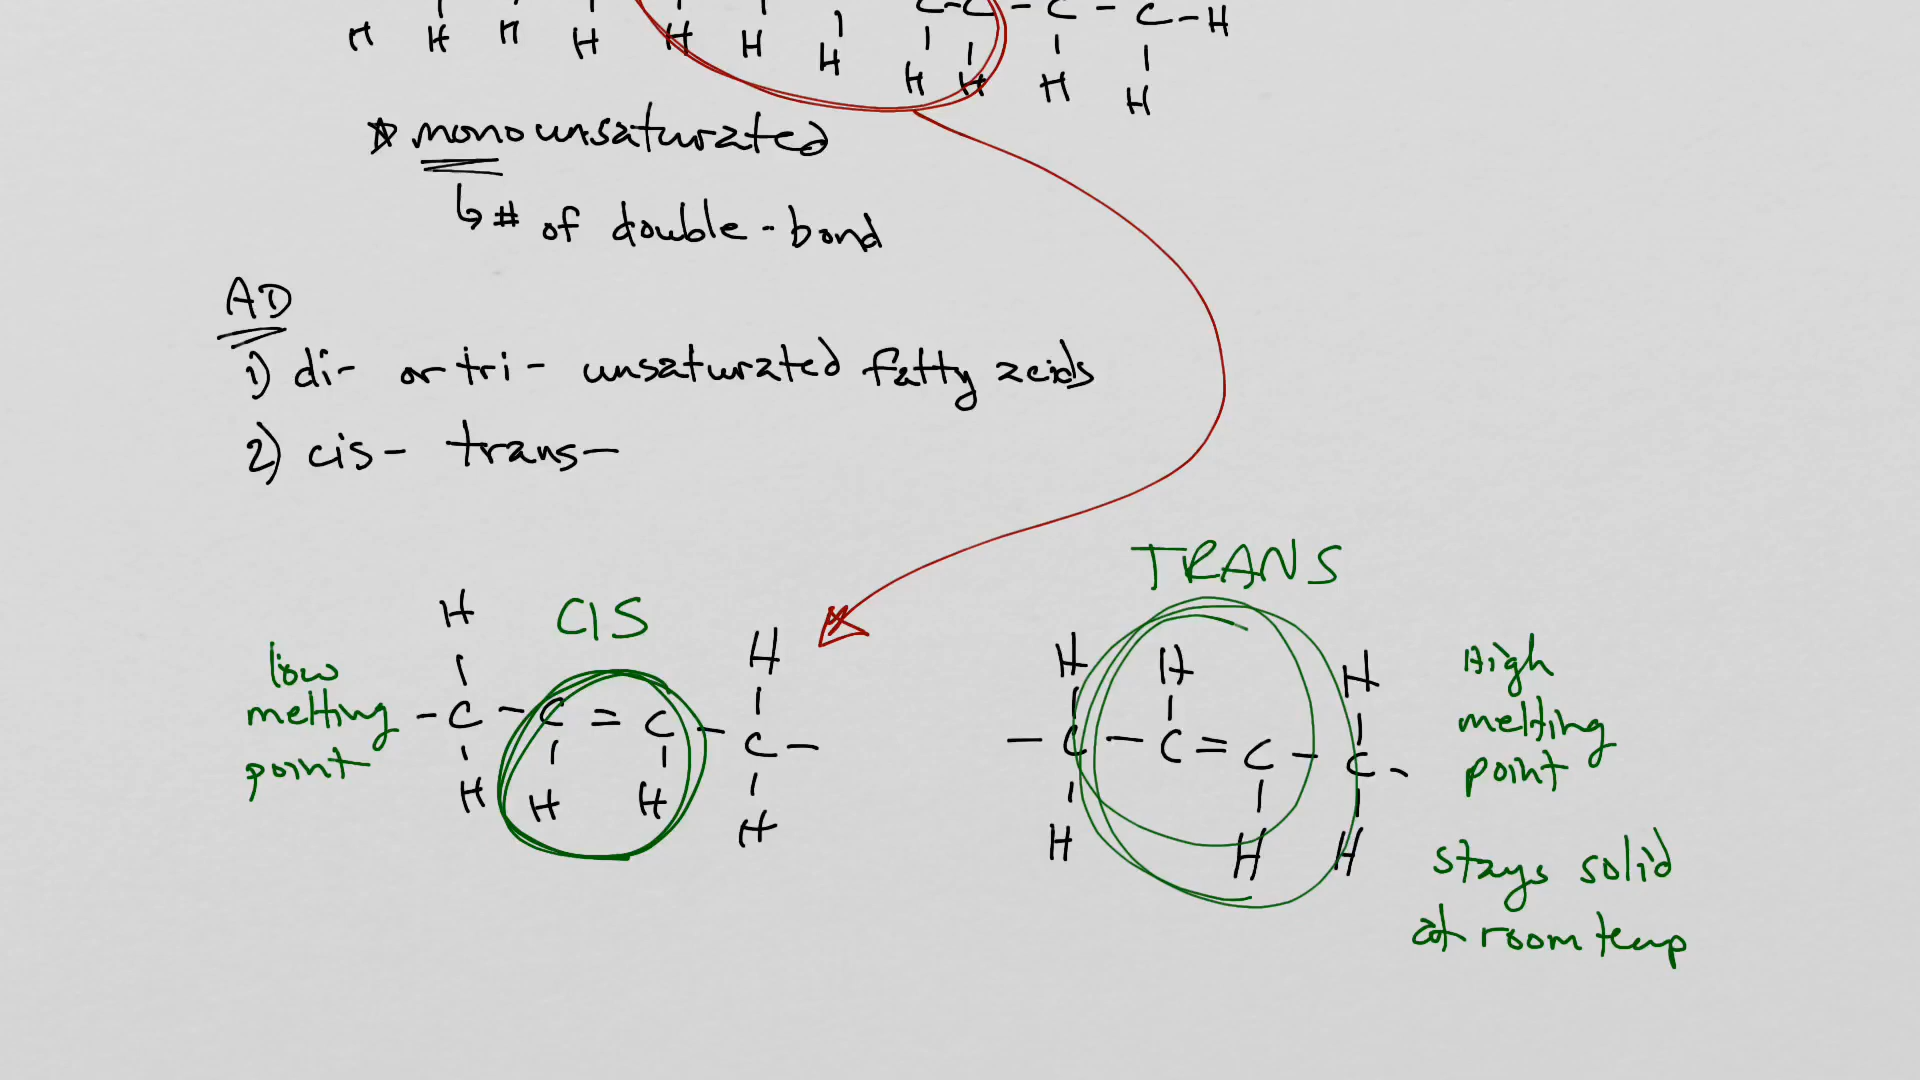 C - C - C - C - H
H H H H H H H H H H H
☆ monounsaturated
↳ # of double-bond
AD
1) di- or tri- unsaturated fatty acids
2) cis- trans-
CIS
H H
low
melting
point
- C - C = C - C -
H H H H
TRANS
H H H
- C - C = C - C -
H H H
High
melting
point
stays solid
at room temp